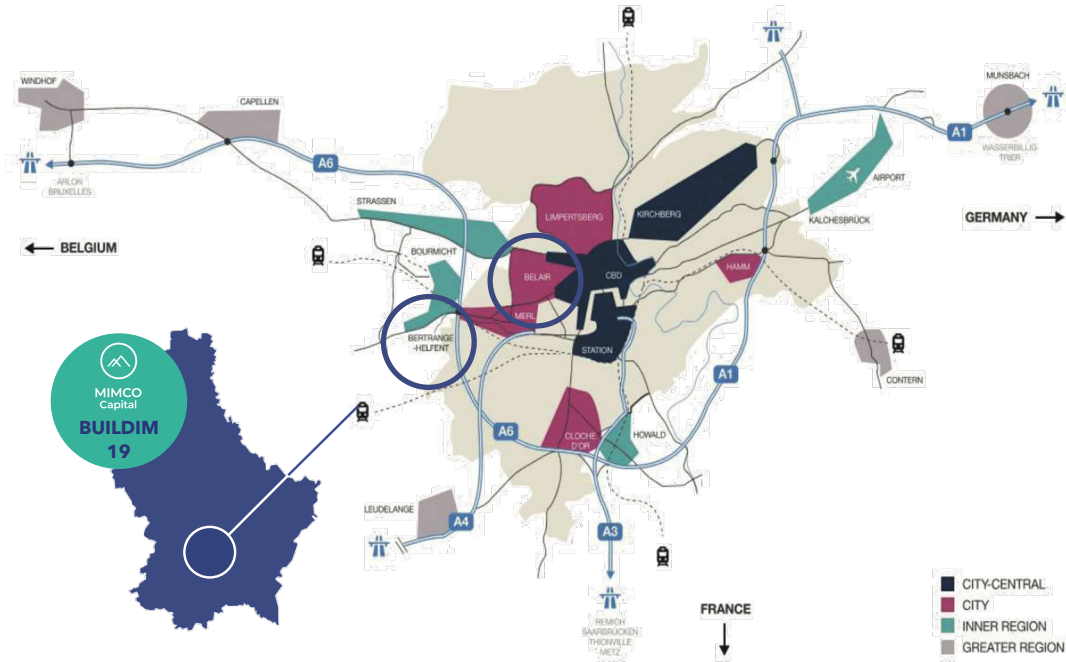 WINDHOF
CAPELLEN
MUNSBACH
A6
A1
ARLON
BRUXELLES
WASSERBILLIG
TRIER
STRASSEN
LIMPERTSBERG
KIRCHBERG
AIRPORT
KALCHESBRÜCK
GERMANY
BELGIUM
BOURMICHT
BELAIR
CBD
HAMM
MERL
BERTRANGE
-HELFENT
STATION
MIMCO
Capital
BUILDIM
19
A1
CONTERN
A6
CLOCHE
D'OR
HOWALD
LEUDELANGE
A4
A3
REMICH
SAARBRÜCKEN
THIONVILLE
METZ
FRANCE
CITY-CENTRAL
CITY
INNER REGION
GREATER REGION